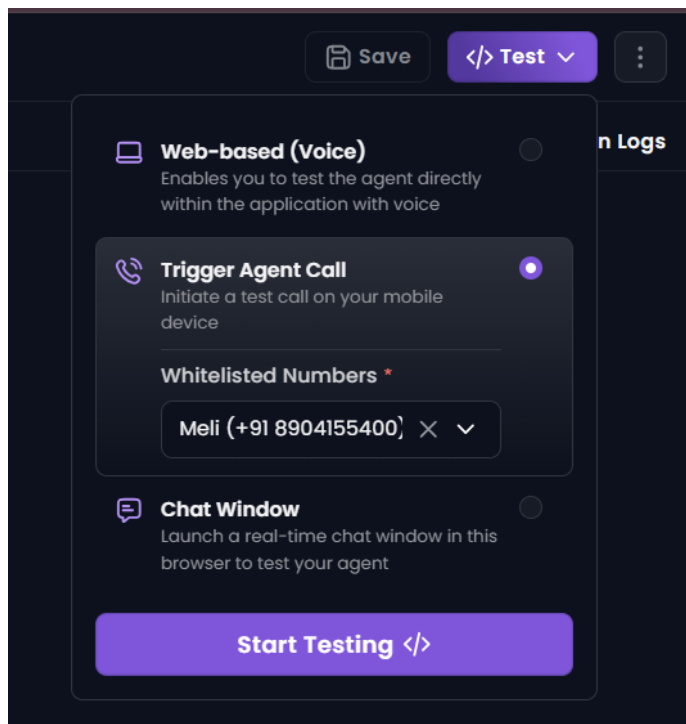 Save
</> Test
n Logs
Web-based (Voice)
Enables you to test the agent directly
within the application with voice
Trigger Agent Call
Initiate a test call on your mobile
device
Whitelisted Numbers *
Meli (+91 8904155400)
Chat Window
Launch a real-time chat window in this
browser to test your agent
Start Testing </>